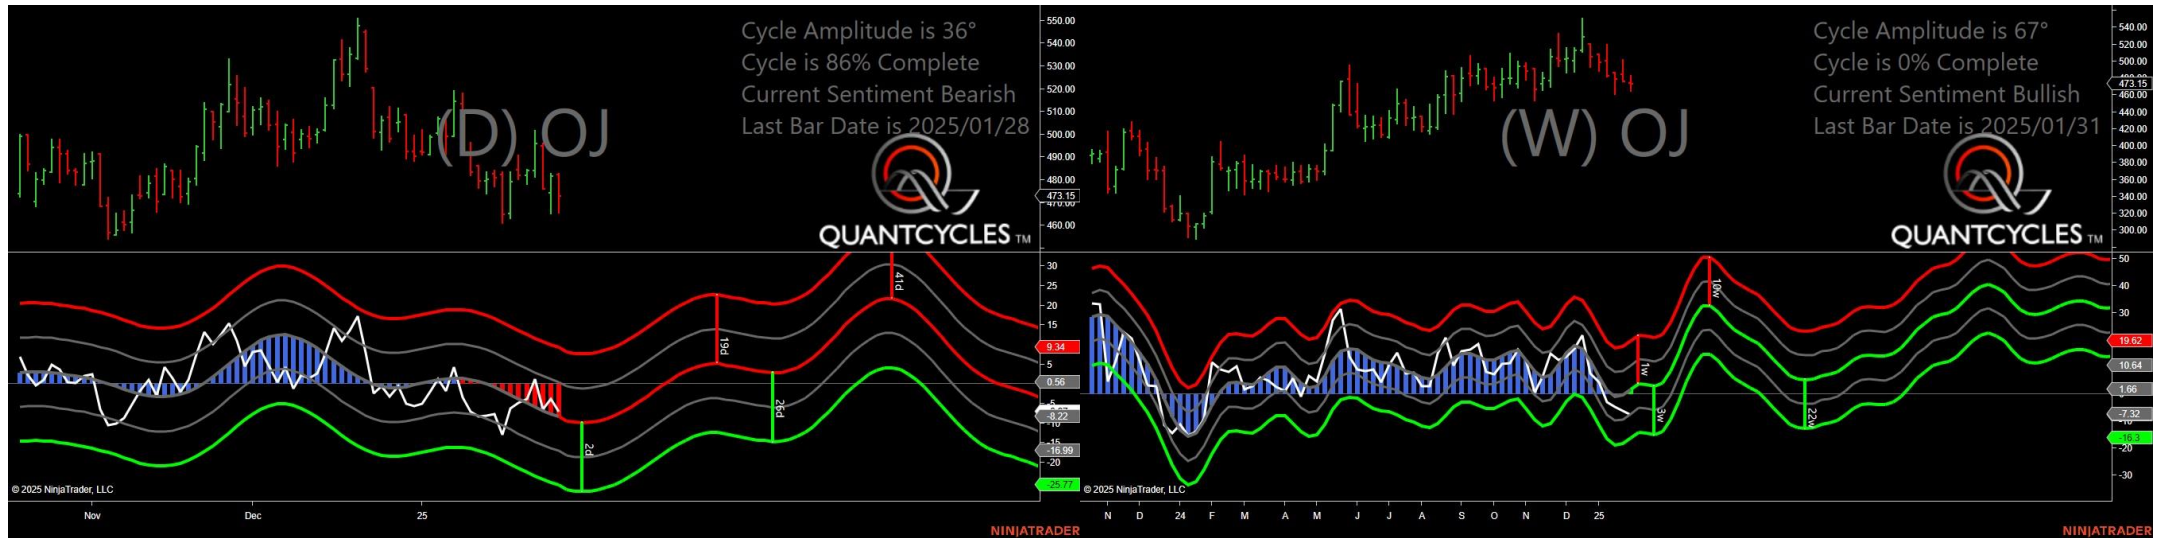 Cycle Amplitude is 36°
Cycle is 86% Complete
Current Sentiment Bearish
Last Bar Date is 2025/01/28
(D) OJ
QUANTCYCLES TM
550.00
540.00
530.00
520.00
510.00
500.00
490.00
480.00
473.15
460.00
30
25
20
15
9.34
5
0.56
-8.22
-15
-16.99
-20
-25.77
19d
41d
2d
26d
© 2025 NinjaTrader, LLC
Nov
Dec
25
NINJATRADER
Cycle Amplitude is 67°
Cycle is 0% Complete
Current Sentiment Bullish
Last Bar Date is 2025/01/31
(W) OJ
QUANTCYCLES TM
540.00
520.00
500.00
473.15
460.00
440.00
420.00
400.00
380.00
360.00
340.00
320.00
300.00
50
40
30
19.62
10.64
1.66
-7.32
-16.3
-20
-30
10w
1w
3w
22w
© 2025 NinjaTrader, LLC
N
D
24
F
M
A
M
J
J
A
S
O
N
D
25
NINJATRADER